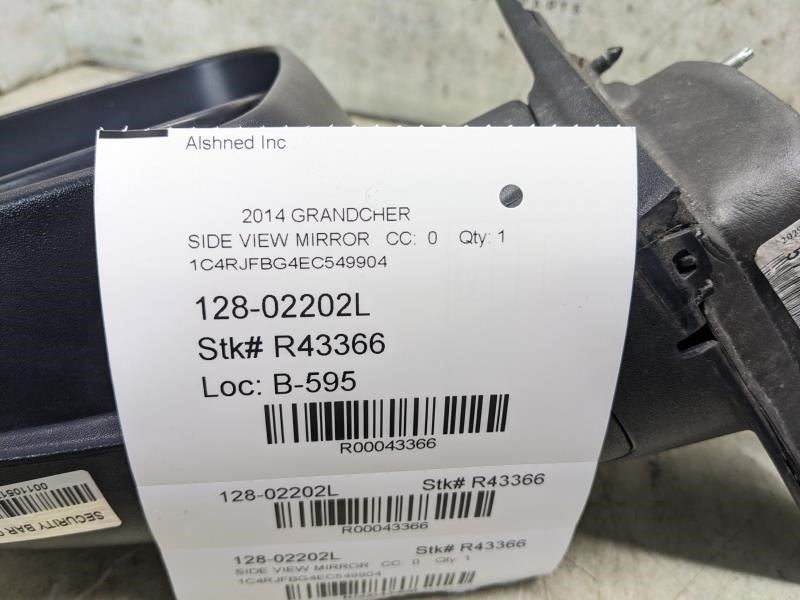 Alshned Inc
2014 GRANDCHER
SIDE VIEW MIRROR CC: 0 Qty: 1
1C4RJFBG4EC549904
128-02202L
Stk# R43366
Loc: B-595
R00043366
128-02202L Stk# R43366
R00043366
128-02202L Stk# R43366
SIDE VIEW MIRROR CC: 0 Qty: 1
1C4RJFBG4EC549904
SECURITY BAR